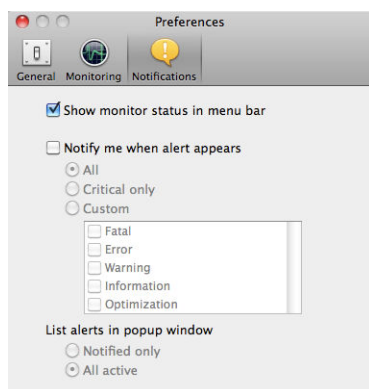 Preferences
General Monitoring Notifications
Show monitor status in menu bar
Notify me when alert appears
All
Critical only
Custom
Fatal
Error
Warning
Information
Optimization
List alerts in popup window
Notified only
All active